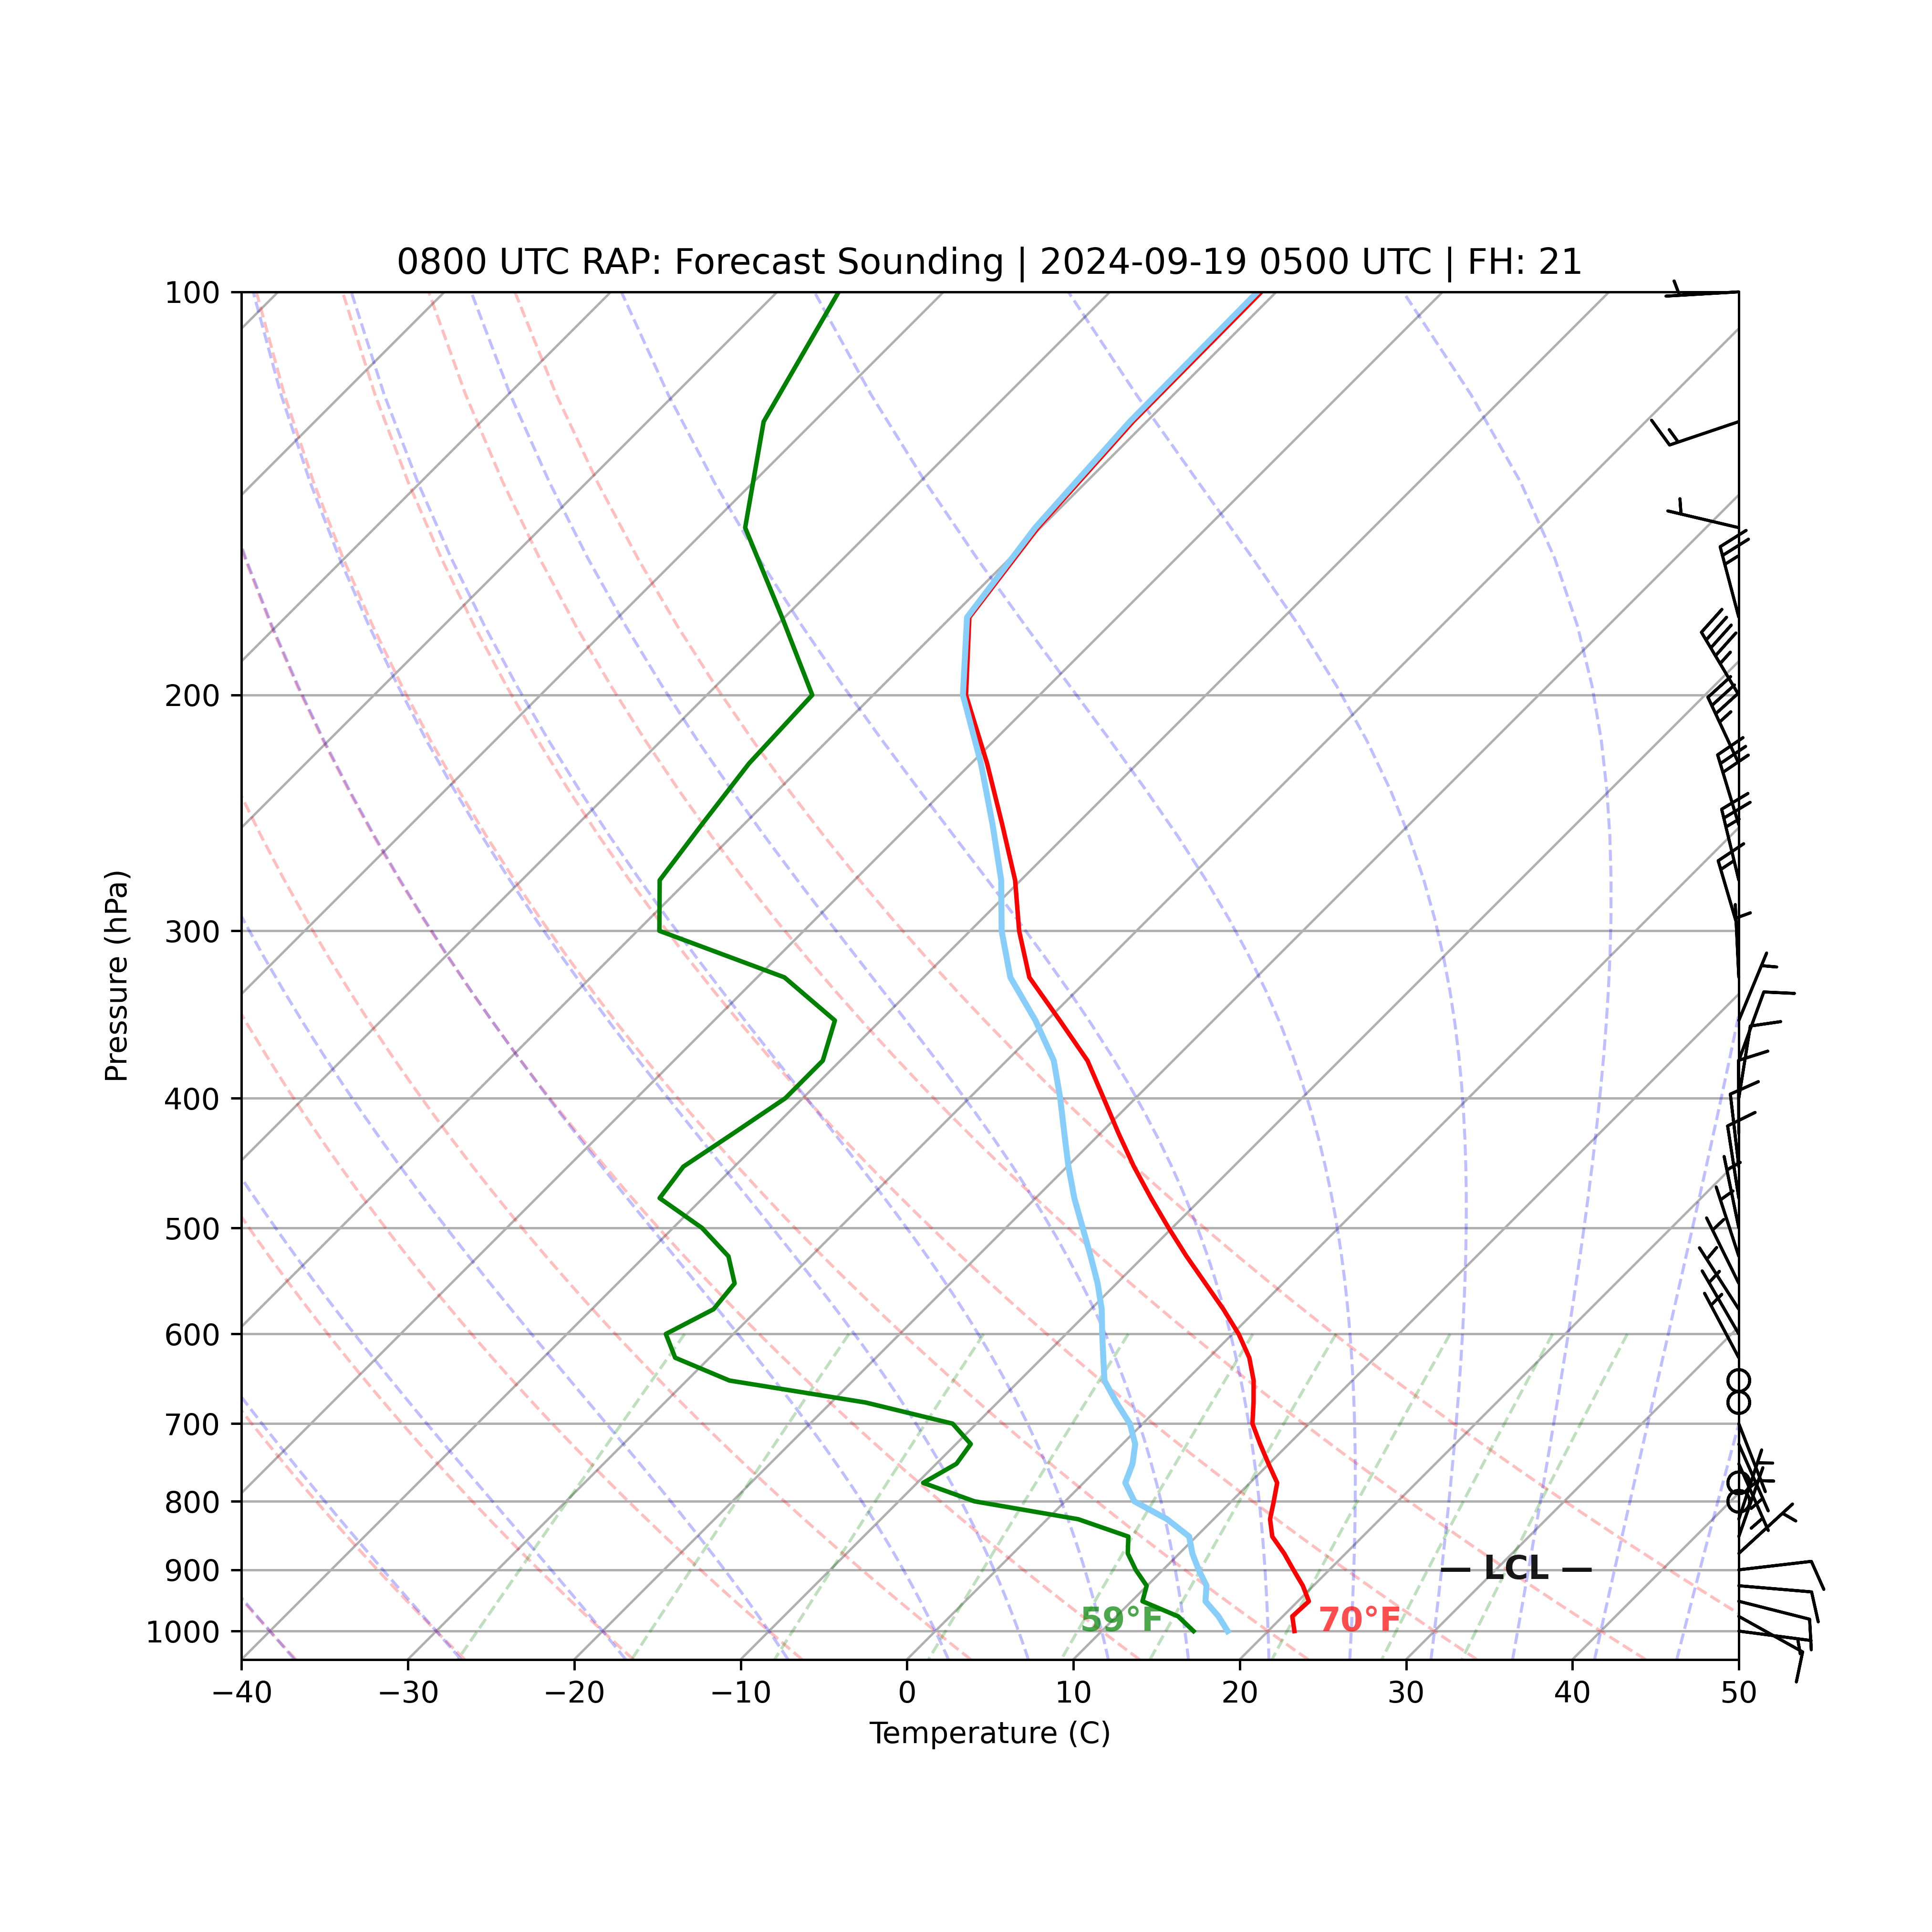 0800 UTC RAP: Forecast Sounding | 2024-09-19 0500 UTC | FH: 21
100
200
300
400
500
600
700
800
900
1000
Pressure (hPa)
— LCL —
59°F
70°F
−40 −30 −20 −10 0 10 20 30 40 50
Temperature (C)